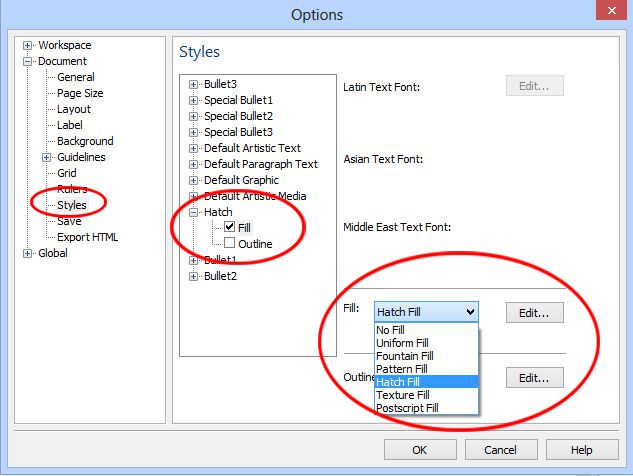 Options
Workspace
Document
General
Page Size
Layout
Label
Background
Guidelines
Grid
Rulers
Styles
Save
Export HTML
Global
Styles
Bullet3
Special Bullet1
Special Bullet2
Special Bullet3
Default Artistic Text
Default Paragraph Text
Default Graphic
Default Artistic Media
Hatch
Fill
Outline
Bullet1
Bullet2
Latin Text Font:
Edit...
Asian Text Font:
Middle East Text Font:
Fill:
Hatch Fill
Edit...
No Fill
Uniform Fill
Fountain Fill
Pattern Fill
Hatch Fill
Texture Fill
Postscript Fill
Outline
Edit...
OK
Cancel
Help